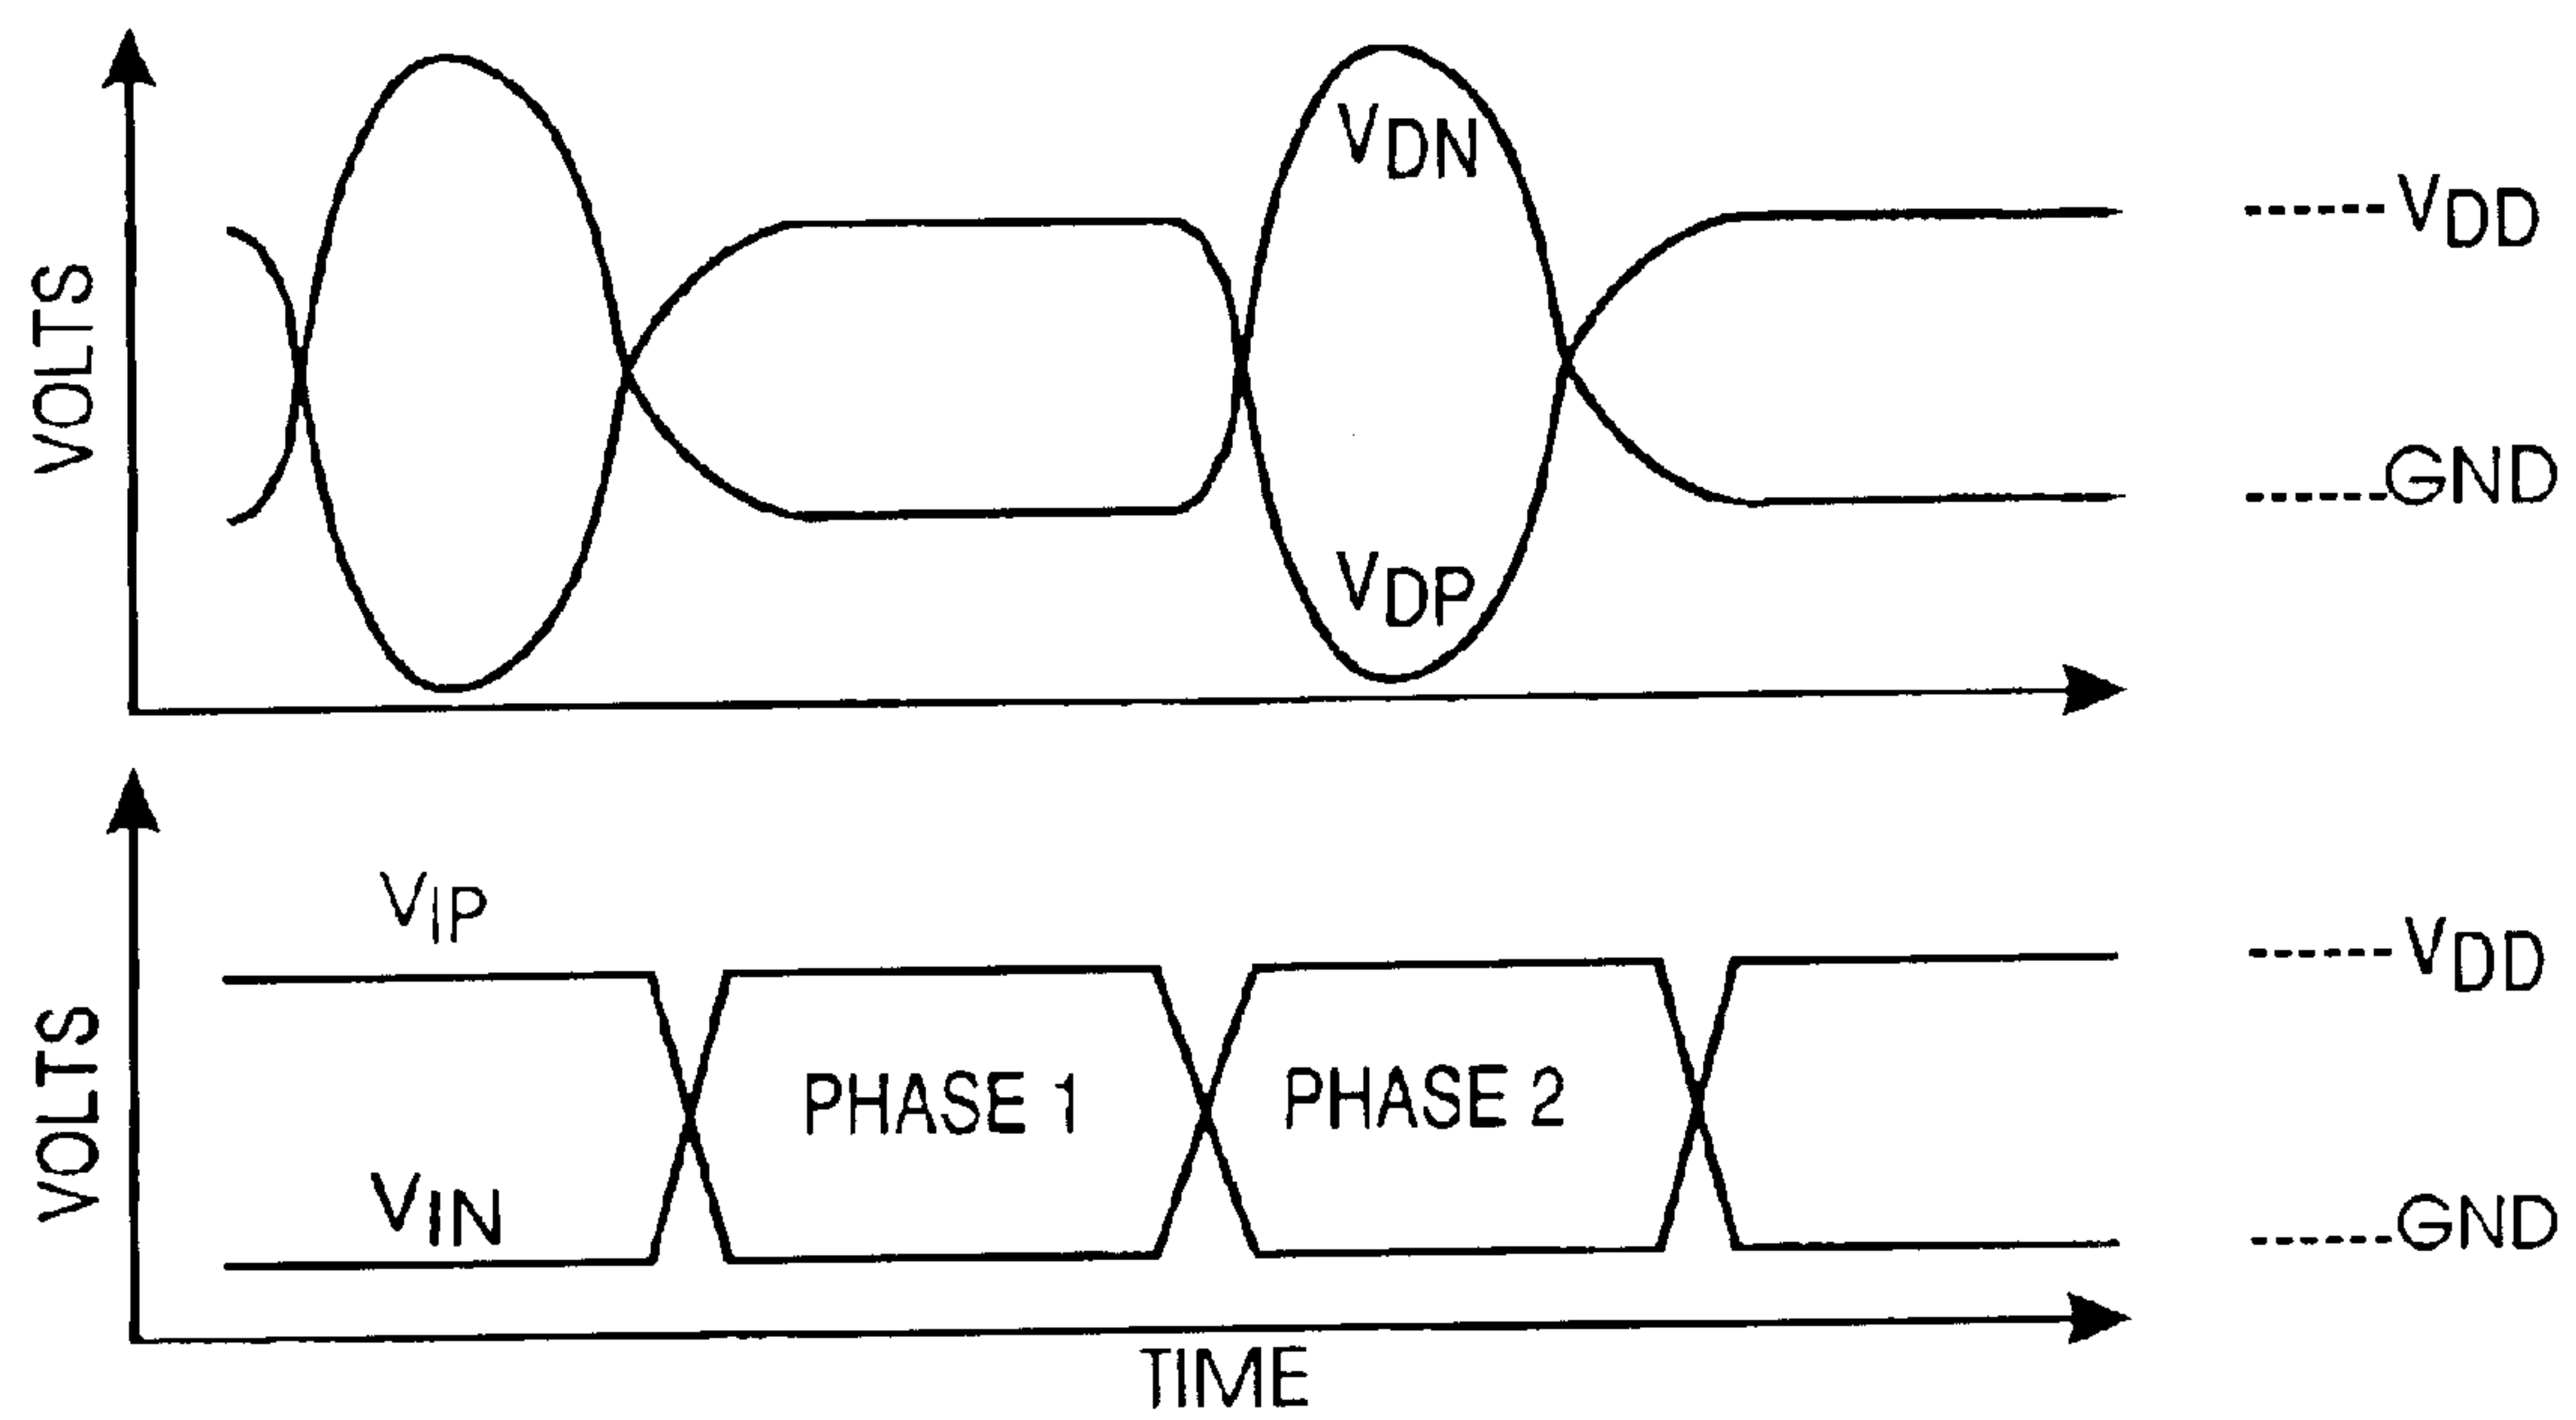 VOLTS
VDN
VDP
VDD
GND
VOLTS
VIP
VIN
PHASE 1
PHASE 2
VDD
GND
TIME